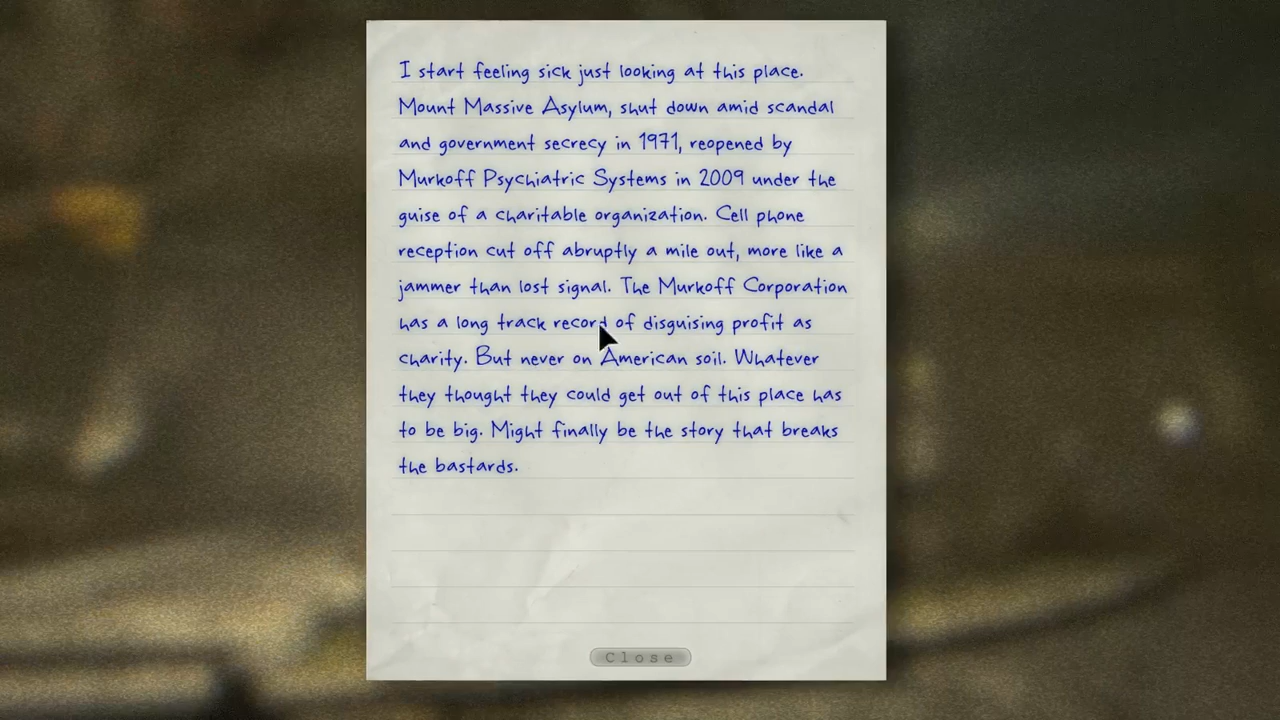 I start feeling sick just looking at this place.
Mount Massive Asylum, shut down amid scandal
and government secrecy in 1971, reopened by
Murkoff Psychiatric Systems in 2009 under the
guise of a charitable organization. Cell phone
reception cut off abruptly a mile out, more like a
jammer than lost signal. The Murkoff Corporation
has a long track record of disguising profit as
charity. But never on American soil. Whatever
they thought they could get out of this place has
to be big. Might finally be the story that breaks
the bastards.
Close